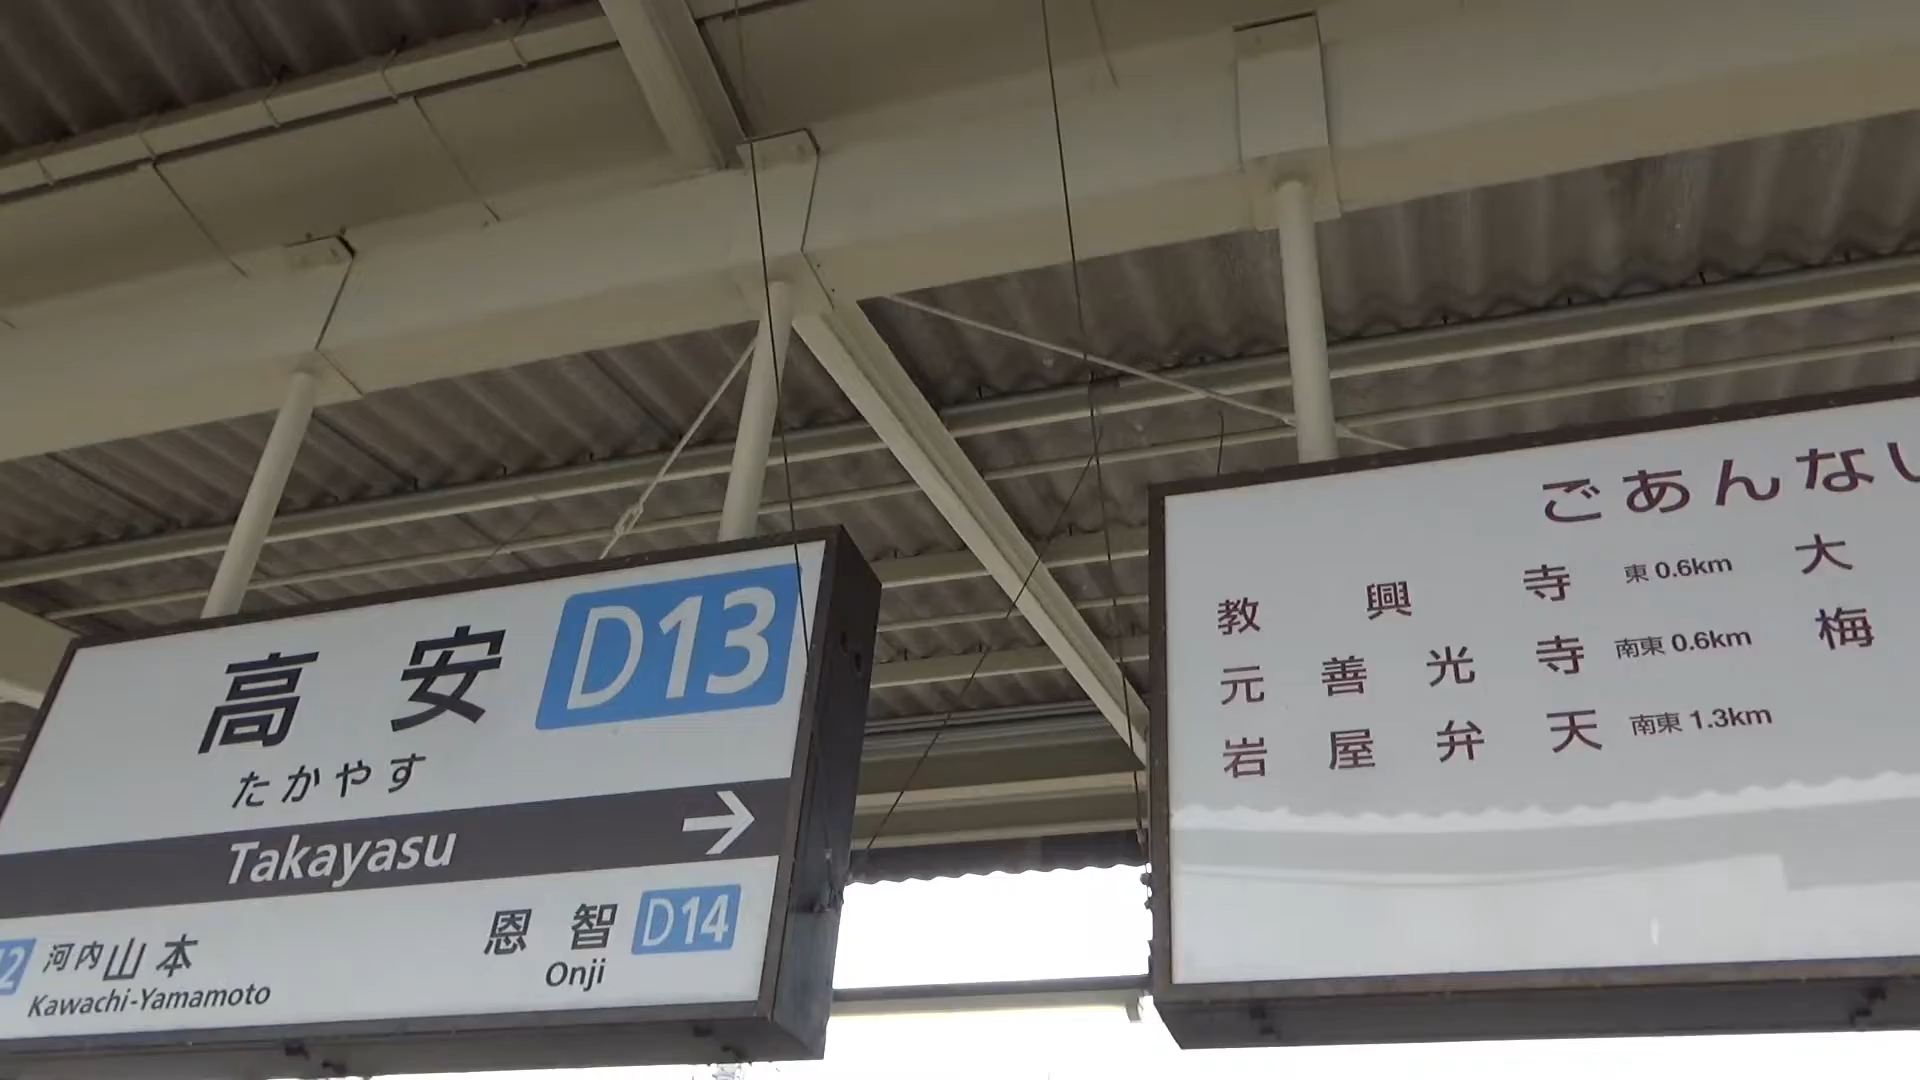 高安 D13
たかやす
Takayasu →
2 河内山本
Kawachi-Yamamoto
恩智 D14
Onji
ごあんない
教興寺 東 0.6km 大
元善光寺 南東 0.6km 梅
岩屋弁天 南東 1.3km